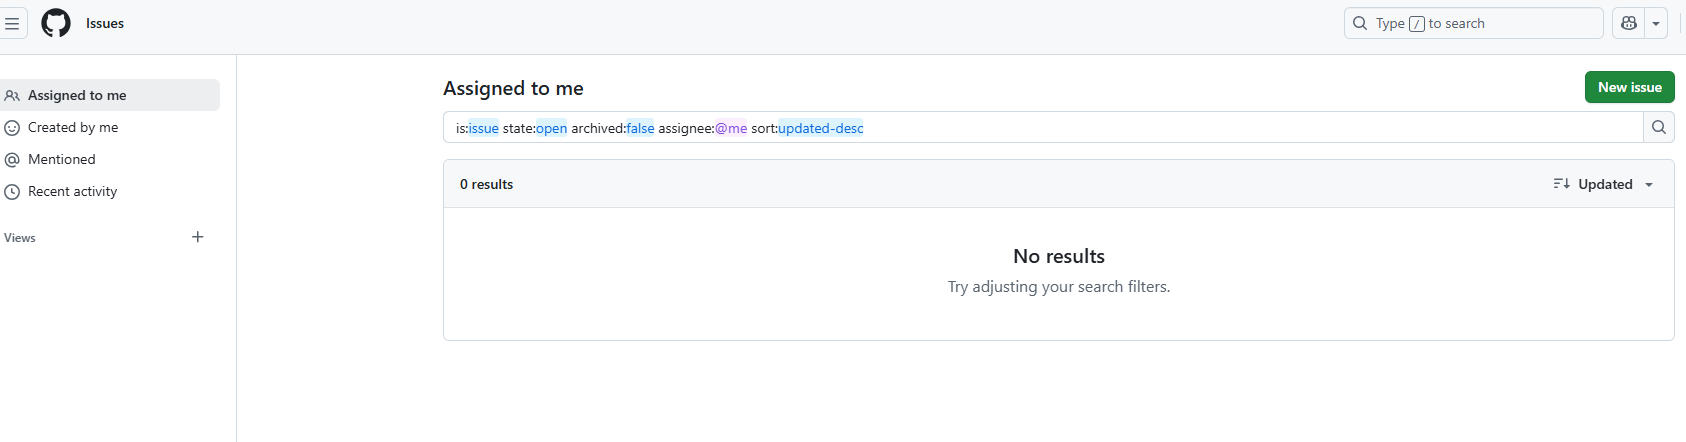 Issues
Type / to search
Assigned to me
Created by me
Mentioned
Recent activity
Views
Assigned to me
New issue
is:issue state:open archived:false assignee:@me sort:updated-desc
0 results
Updated
No results
Try adjusting your search filters.